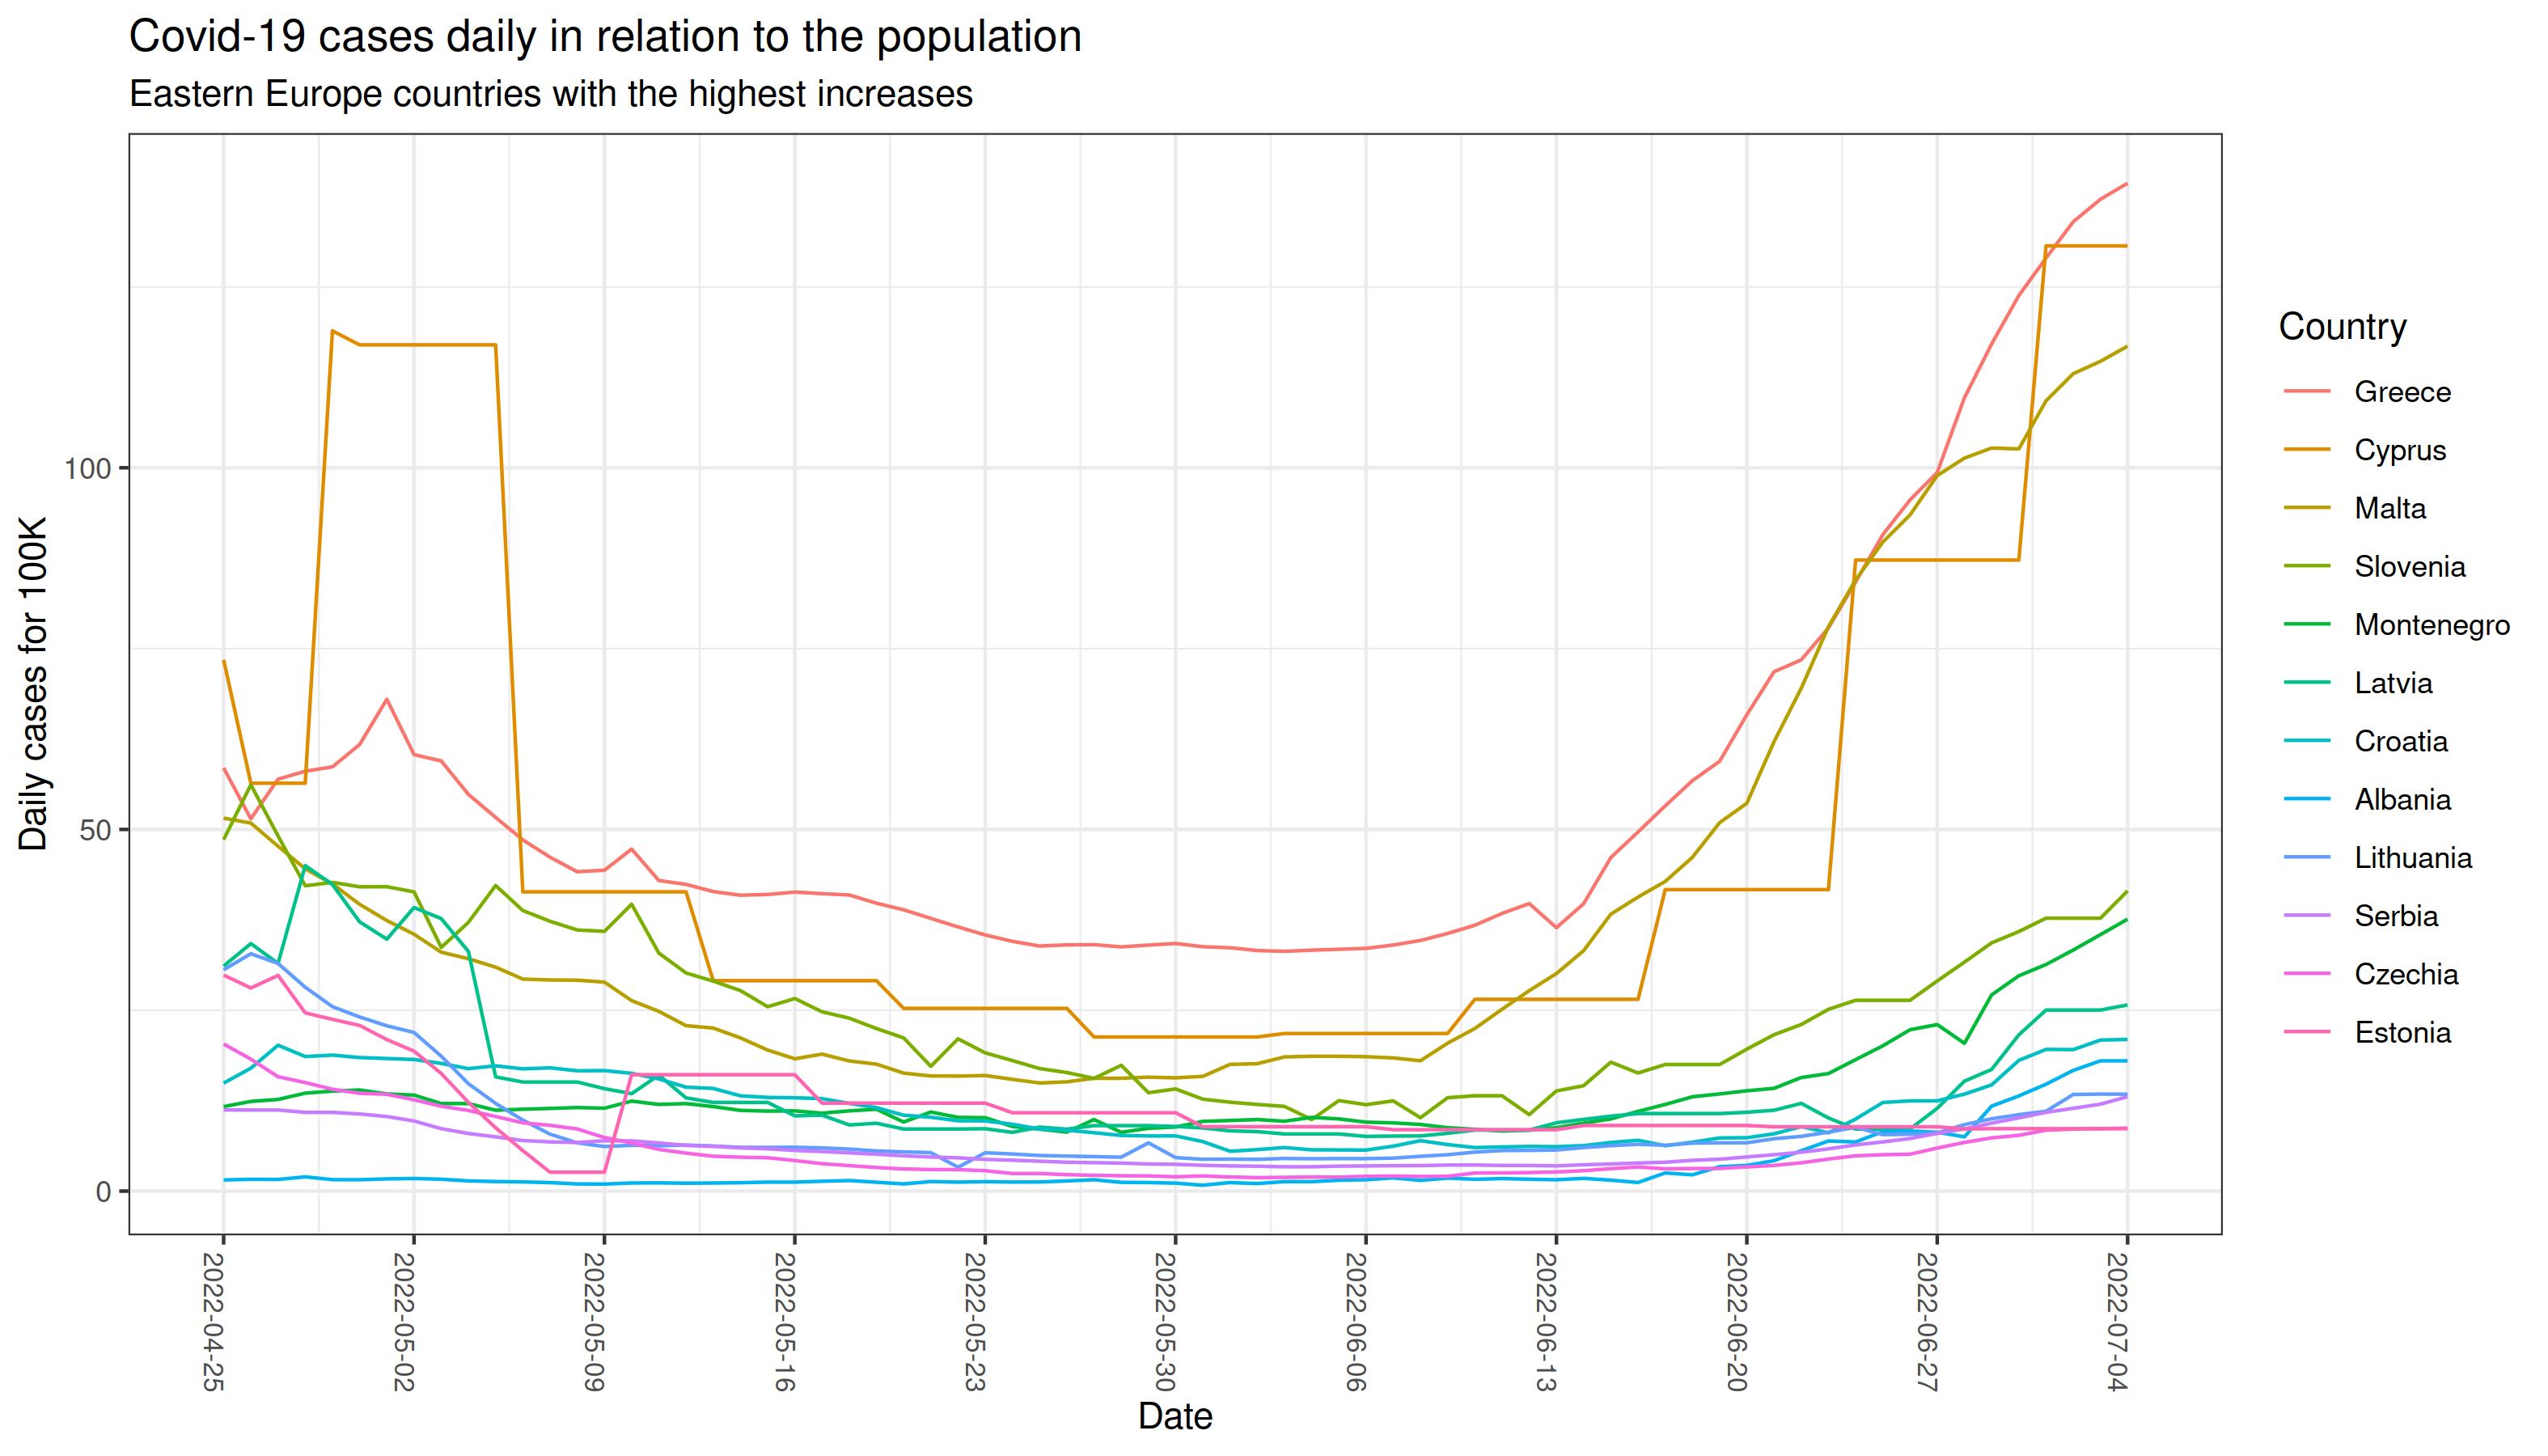 Covid-19 cases daily in relation to the population
Eastern Europe countries with the highest increases
Daily cases for 100K
100
50
0
2022-04-25
2022-05-02
2022-05-09
2022-05-16
2022-05-23
2022-05-30
2022-06-06
2022-06-13
2022-06-20
2022-06-27
2022-07-04
Date
Country
Greece
Cyprus
Malta
Slovenia
Montenegro
Latvia
Croatia
Albania
Lithuania
Serbia
Czechia
Estonia